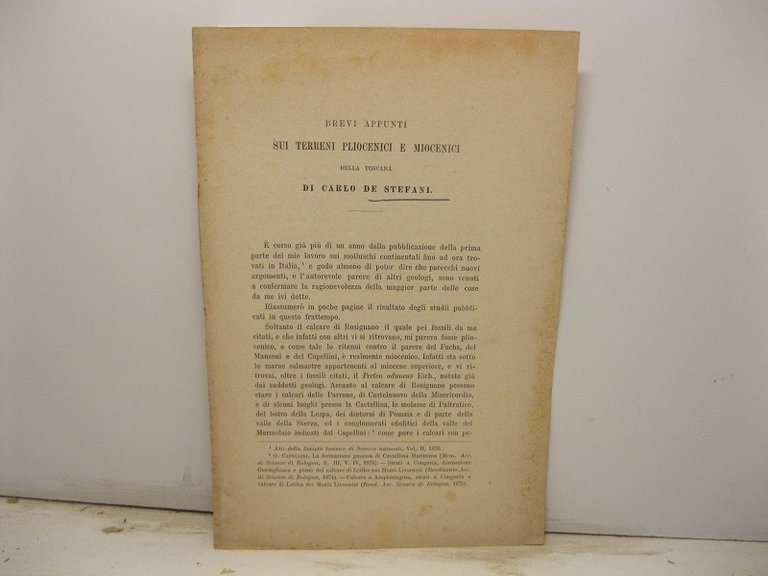 BREVI APPUNTI
SUI TERRENI PLIOCENICI E MIOCENICI
DELLA TOSCANA
DI CARLO DE STEFANI.
È corso già più di un anno dalla pubblicazione della prima
parte del mio lavoro sui molluschi continentali fino ad ora tro-
vati in Italia, ¹ e godo almeno di poter dire che parecchi nuovi
argomenti, e l'autorevole parere di altri geologi, sono venuti
a confermare la ragionevolezza della maggior parte delle cose
da me ivi dette.
Riassumerò in poche pagine il risultato degli studii pubbli-
cati in questo frattempo.
Soltanto il calcare di Rosignano il quale pei fossili da me
citati, e che infatti con altri vi si ritrovano, mi pareva fosse plio-
cenico, e come tale lo ritenni contro il parere del Fuchs, del
Manzoni e del Capellini, è realmente miocenico. Infatti sta sotto
le marne salmastre appartenenti al miocene superiore, e vi ri-
trovai, oltre i fossili citati, il Pecten aduncus Eich., notato già
dai suddetti geologi. Accanto al calcare di Rosignano possono
stare i calcari delle Parrane, di Castelnuovo della Misericordia,
e di alcuni luoghi presso la Castellina, le molasse di Paltratico,
del botro della Lespa, dei dintorni di Pomaia e di parte della
valle della Sterza, ed i conglomerati ofiolitici della valle del
Marmolaio indicati dal Capellini: ² come pure i calcari con po-
¹ Atti della Società toscana di Scienze naturali, Vol. II, 1876.
² G. CAPELLINI, La formazione gessosa di Castellina Marittima (Mem. Acc.
di Scienze di Bologna, S. III, T. IV, 1874). — Strati a Congeria, formazione
Oeninghiana e piano del calcare di Leitha nei Monti Livornesi (Rendiconto Acc.
di Scienze di Bologna, 1874). — Calcare a Amphistegina, strati a Congeria e
calcare di Leitha dei Monti Livornesi (Rend. Acc. Scienze di Bologna, 1875).